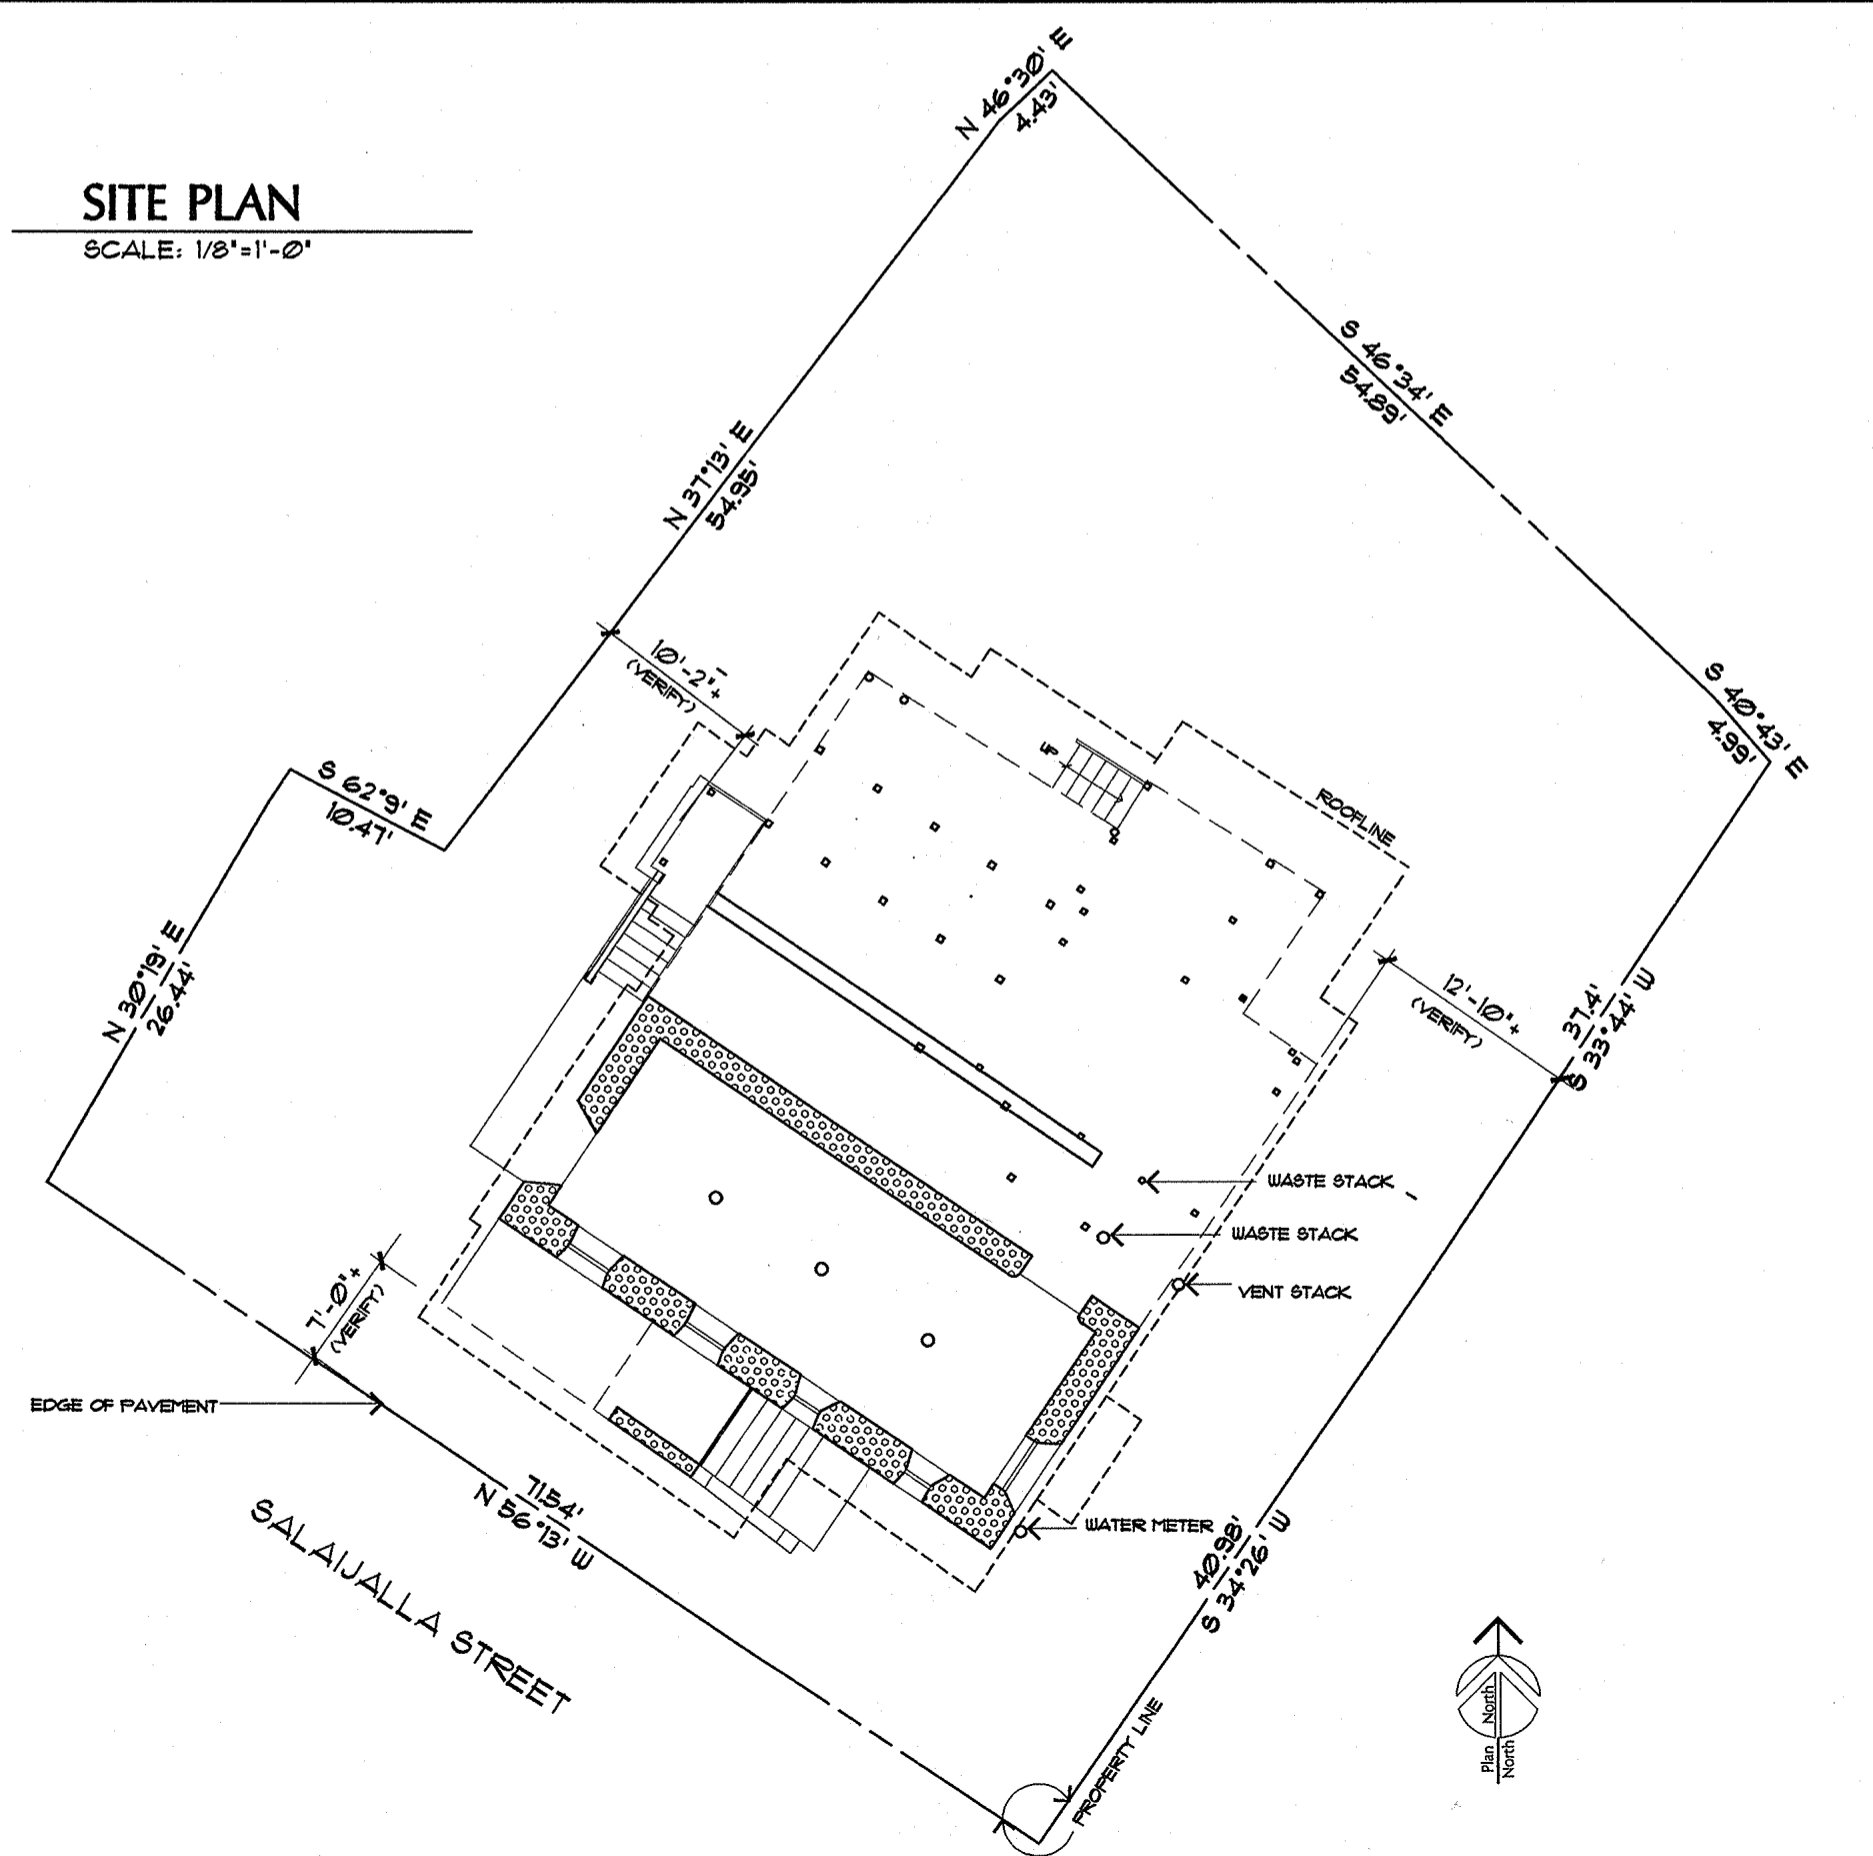 SITE PLAN
SCALE: 1/8"=1'-0"
N 46°30' E
4.43'
S 46°34' E
54.89'
N 37°13' E
54.95'
S 40°43' E
4.99'
10'-2"±
(VERIFY)
UP
ROOFLINE
S 62°9' E
10.47'
N 30°19' E
26.44'
12'-10"+
(VERIFY)
37.4'
S 33°44' W
WASTE STACK
WASTE STACK
VENT STACK
7'-0"+
(VERIFY)
EDGE OF PAVEMENT
71.54'
N 56°13' W
WATER METER
40.98'
S 34°26' W
SALAIJALLA STREET
PROPERTY LINE
North
Plan
North